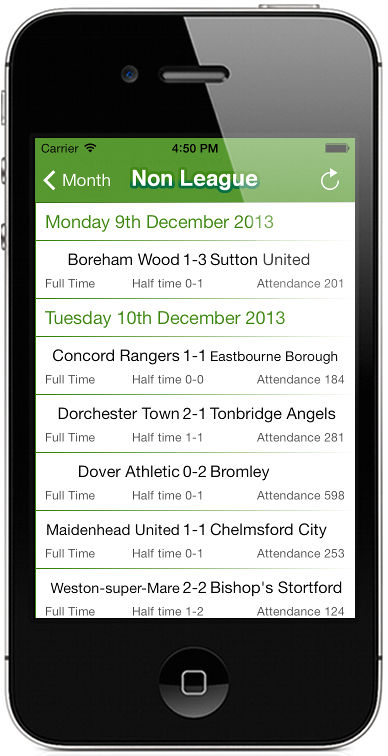 Carrier 4:50 PM
Month Non League
Monday 9th December 2013
Boreham Wood 1-3 Sutton United
Full Time Half time 0-1 Attendance 201
Tuesday 10th December 2013
Concord Rangers 1-1 Eastbourne Borough
Full Time Half time 0-0 Attendance 184
Dorchester Town 2-1 Tonbridge Angels
Full Time Half time 1-1 Attendance 281
Dover Athletic 0-2 Bromley
Full Time Half time 0-1 Attendance 598
Maidenhead United 1-1 Chelmsford City
Full Time Half time 0-1 Attendance 253
Weston-super-Mare 2-2 Bishop's Stortford
Full Time Half time 1-2 Attendance 124